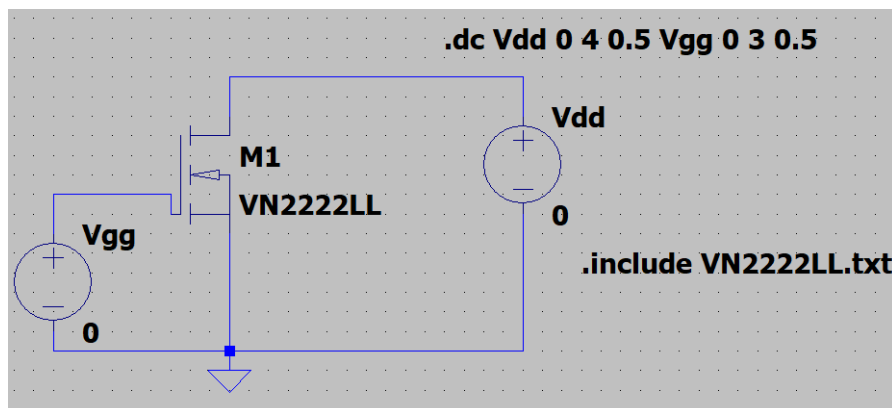 .dc Vdd 0 4 0.5 Vgg 0 3 0.5
Vdd
M1
VN2222LL
0
Vgg
.include VN2222LL.txt
0